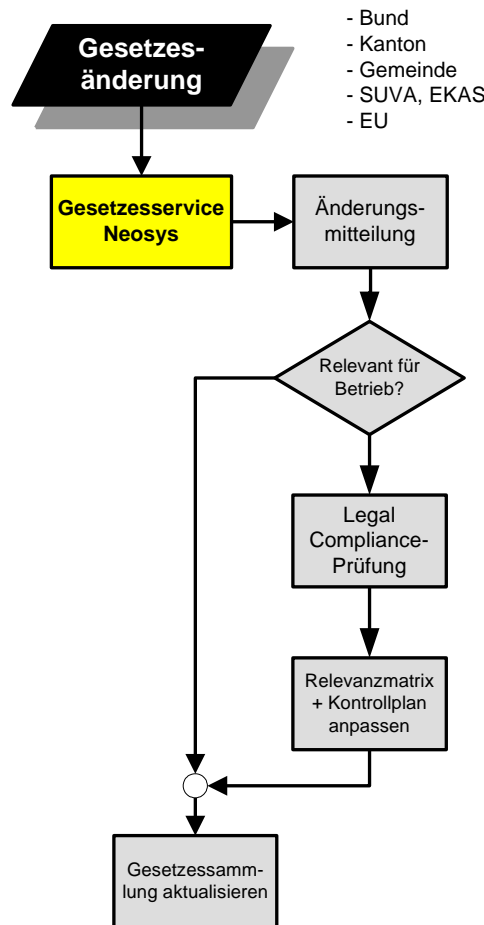 Gesetzes-
änderung
- Bund
- Kanton
- Gemeinde
- SUVA, EKAS
- EU
Gesetzesservice
Neosys
Änderungs-
mitteilung
Relevant für
Betrieb?
Legal
Compliance-
Prüfung
Relevanzmatrix
+ Kontrollplan
anpassen
Gesetzessamm-
lung aktualisieren